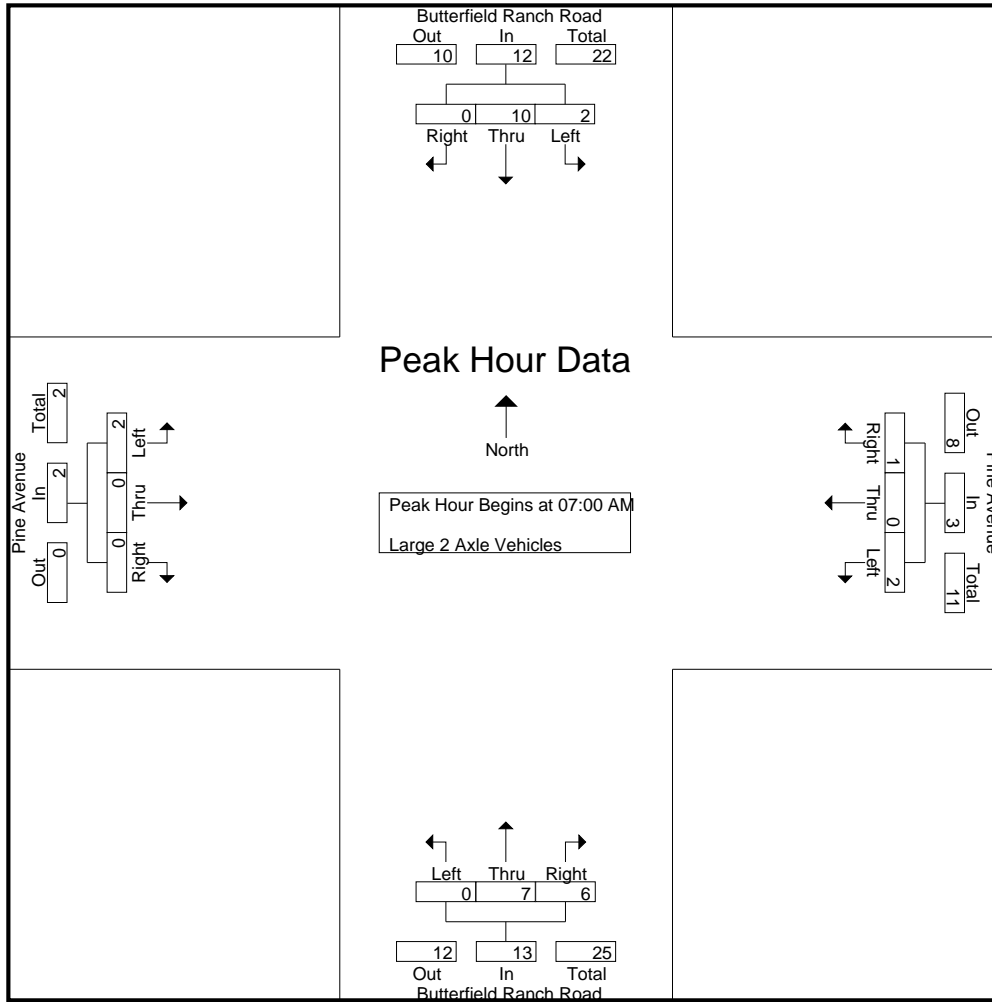 Butterfield Ranch Road
Out In Total
10 12 22
0 10 2
Right Thru Left
Peak Hour Data
North
Peak Hour Begins at 07:00 AM
Large 2 Axle Vehicles
Pine Avenue
Out In Total
0 2 2
Left Thru Right
2 0 0
Right Thru Left
1 0 2
Out In Total
8 3 11
Pine Avenue
Left Thru Right
0 7 6
12 13 25
Out In Total
Butterfield Ranch Road